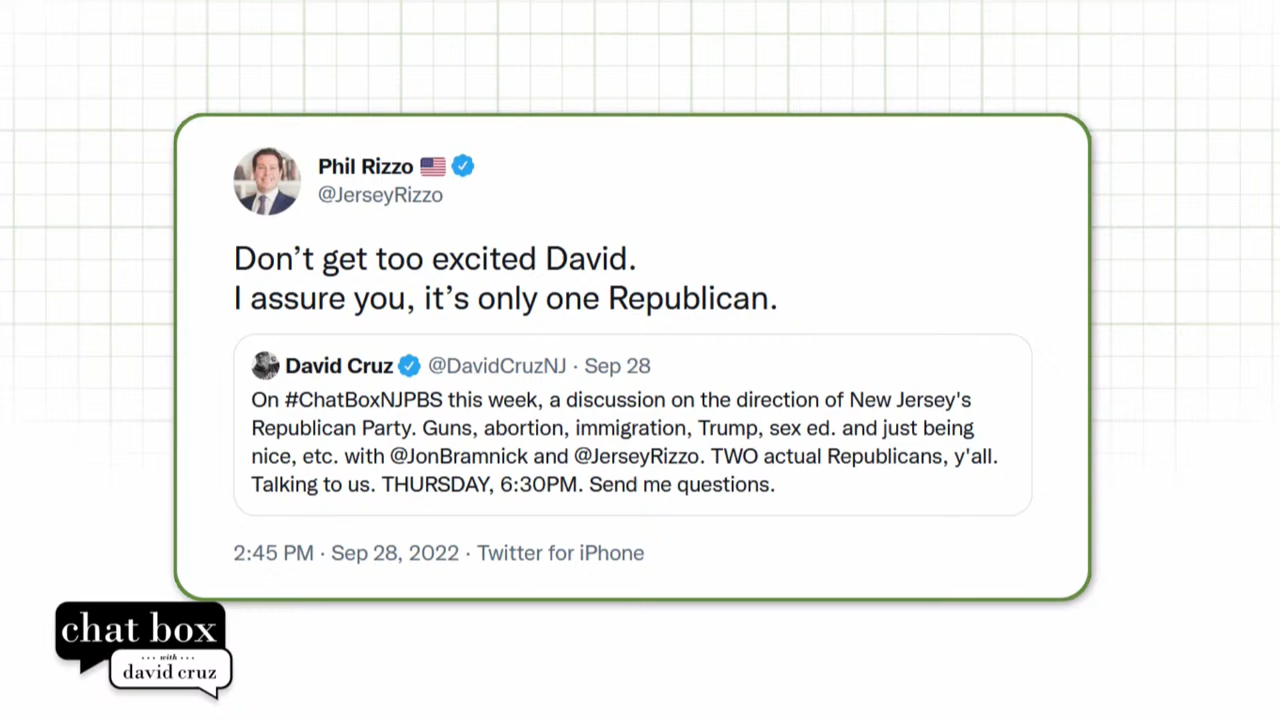 Phil Rizzo 🇺🇸
@JerseyRizzo
Don’t get too excited David.
I assure you, it’s only one Republican.
David Cruz @DavidCruzNJ · Sep 28
On #ChatBoxNJPBS this week, a discussion on the direction of New Jersey's
Republican Party. Guns, abortion, immigration, Trump, sex ed. and just being
nice, etc. with @JonBramnick and @JerseyRizzo. TWO actual Republicans, y'all.
Talking to us. THURSDAY, 6:30PM. Send me questions.
2:45 PM · Sep 28, 2022 · Twitter for iPhone
chat box
··· with ···
david cruz